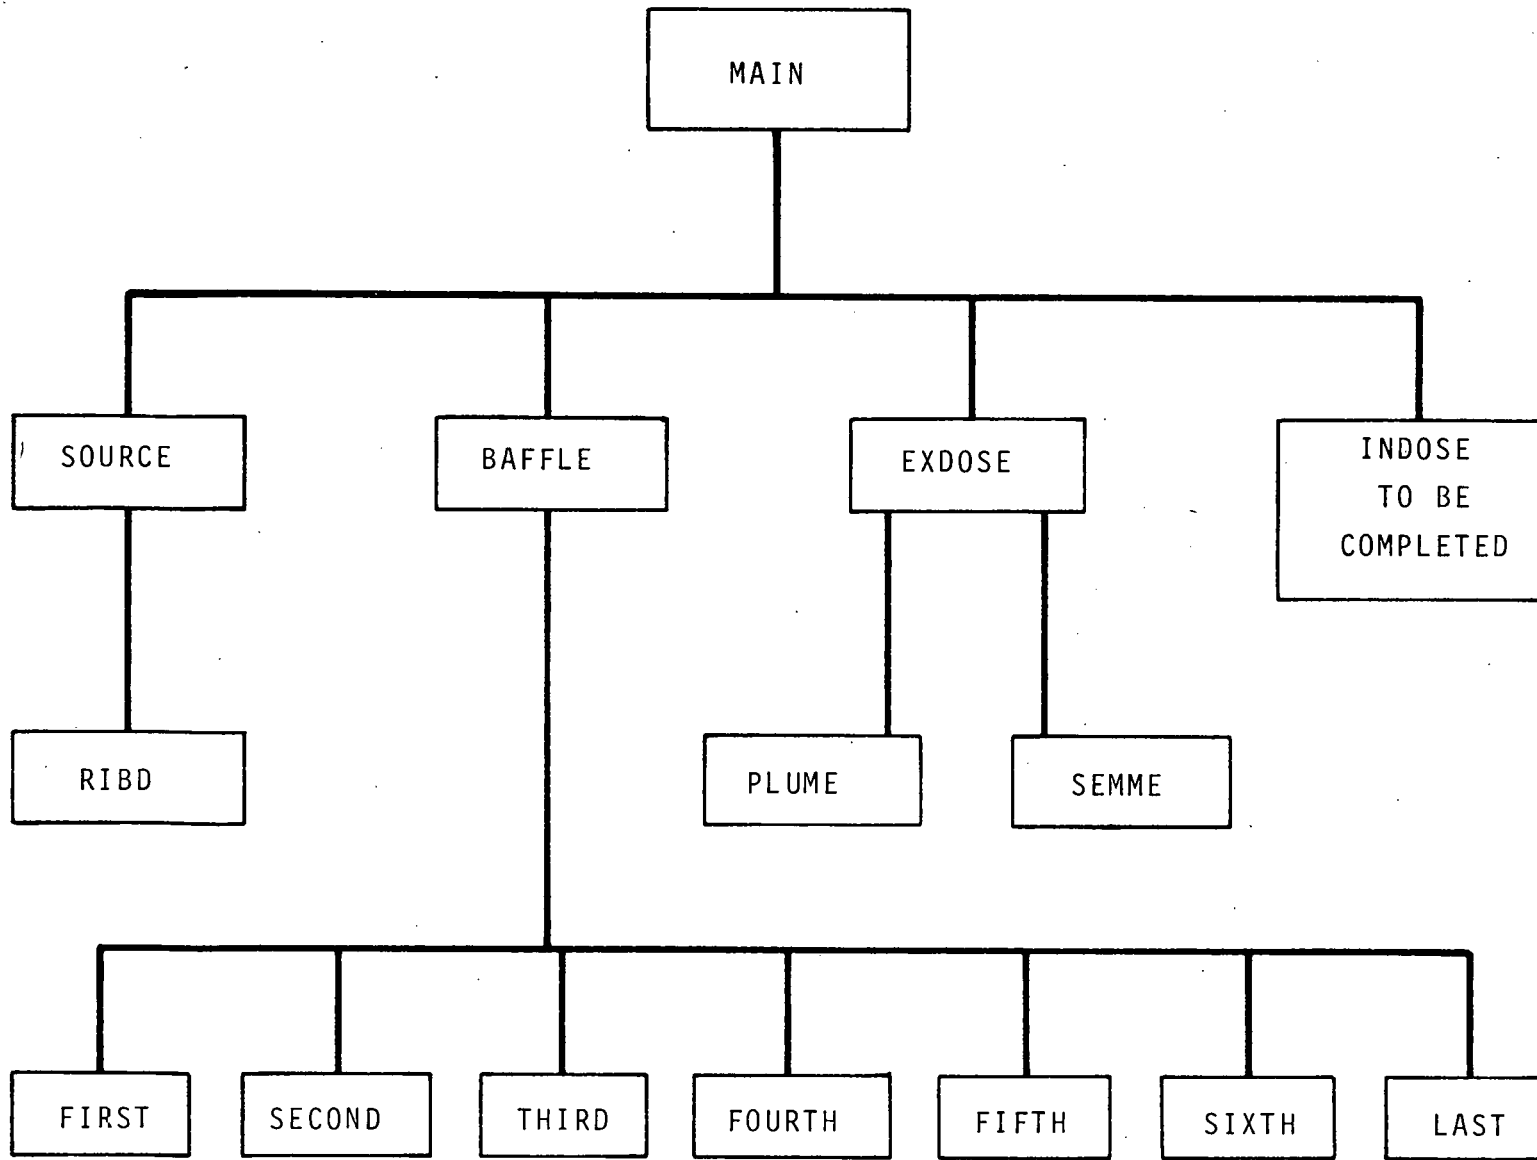 MAIN
SOURCE
BAFFLE
EXDOSE
INDOSE
TO BE
COMPLETED
RIBD
PLUME
SEMME
FIRST
SECOND
THIRD
FOURTH
FIFTH
SIXTH
LAST